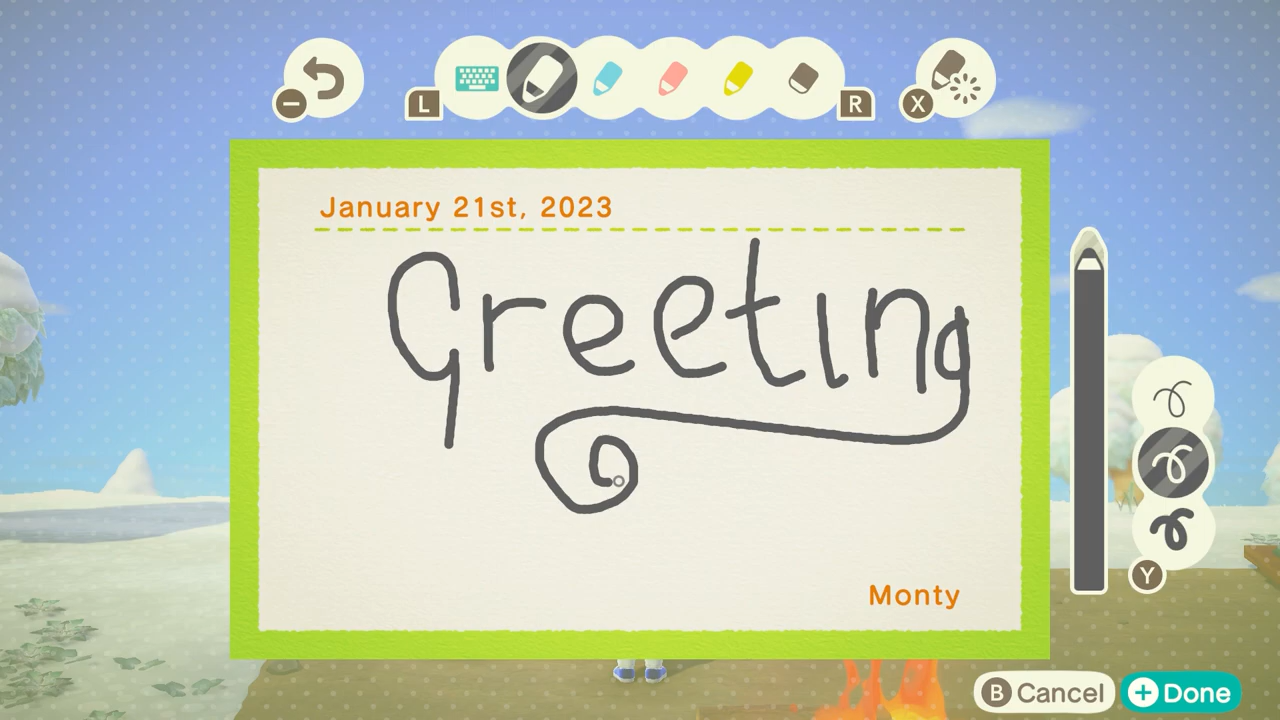 L R X
January 21st, 2023
Greeting
Y
Monty
B Cancel + Done